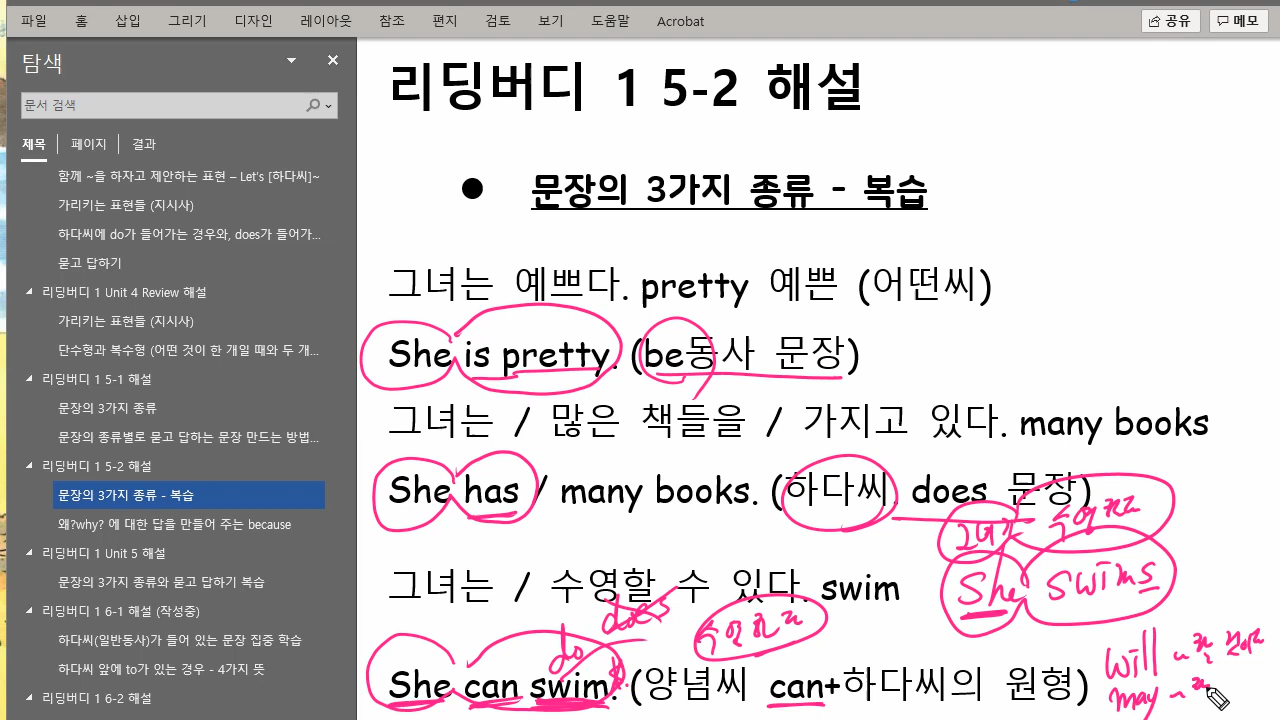 파일 홈 삽입 그리기 디자인 레이아웃 참조 편지 검토 보기 도움말 Acrobat 공유 메모
탐색
문서 검색
제목 페이지 결과
함께 ~을 하자고 제안하는 표현 – Let's [하다씨]~
가리키는 표현들 (지시사)
하다씨에 do가 들어가는 경우와, does가 들어가...
묻고 답하기
리딩버디 1 Unit 4 Review 해설
가리키는 표현들 (지시사)
단수형과 복수형 (어떤 것이 한 개일 때와 두 개...
리딩버디 1 5-1 해설
문장의 3가지 종류
문장의 종류별로 묻고 답하는 문장 만드는 방법...
리딩버디 1 5-2 해설
문장의 3가지 종류 - 복습
왜?why? 에 대한 답을 만들어 주는 because
리딩버디 1 Unit 5 해설
문장의 3가지 종류와 묻고 답하기 복습
리딩버디 1 6-1 해설 (작성중)
하다씨(일반동사)가 들어 있는 문장 집중 학습
하다씨 앞에 to가 있는 경우 - 4가지 뜻
리딩버디 1 6-2 해설
리딩버디 1 5-2 해설
● 문장의 3가지 종류 - 복습
그녀는 예쁘다. pretty 예쁜 (어떤씨)
She is pretty. (be동사 문장)
그녀는 / 많은 책들을 / 가지고 있다. many books
She has / many books. (하다씨 does 문장)
그녀는 수영한다
She swims
그녀는 / 수영할 수 있다. swim
does
수영한다
do
She can swim. (양념씨 can+하다씨의 원형)
will ~
may ~